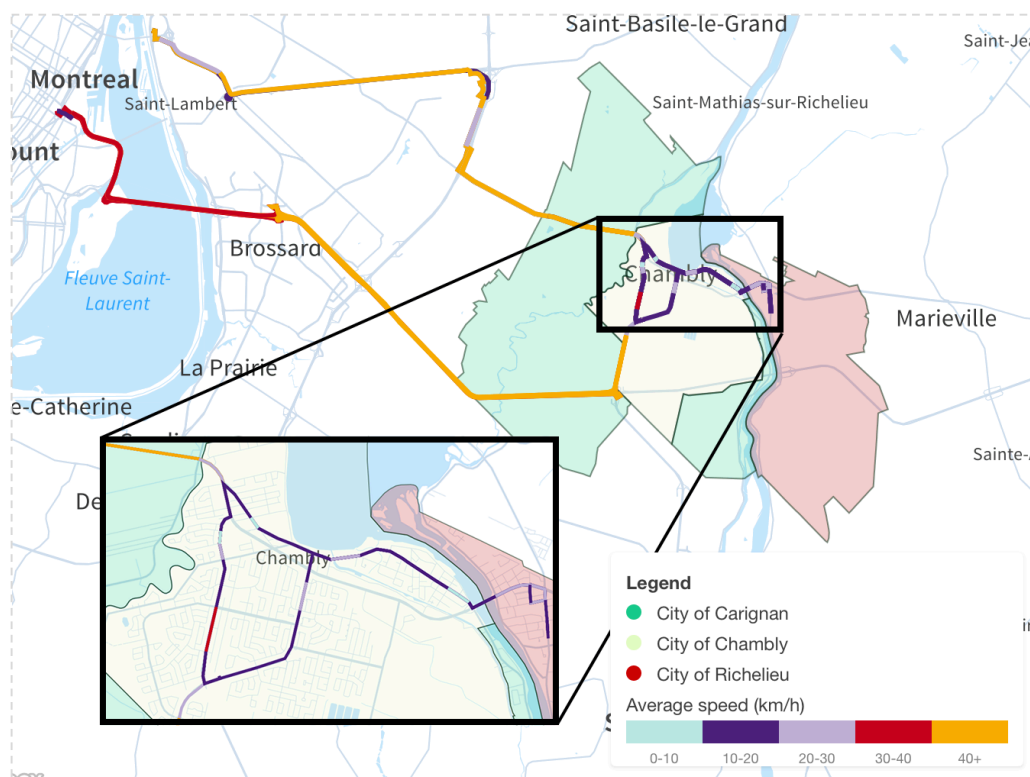 Saint-Basile-le-Grand
Saint-Je
Montreal
Saint-Lambert
Saint-Mathias-sur-Richelieu
ount
Brossard
Chambly
Fleuve Saint-
Laurent
Marieville
La Prairie
e-Catherine
Sainte-
De
Chambly
Legend
City of Carignan
City of Chambly
City of Richelieu
Average speed (km/h)
0-10 10-20 20-30 30-40 40+